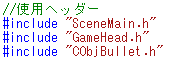 //使用ヘッダー
#include "SceneMain.h"
#include "GameHead.h"
#include "CObjBullet.h"